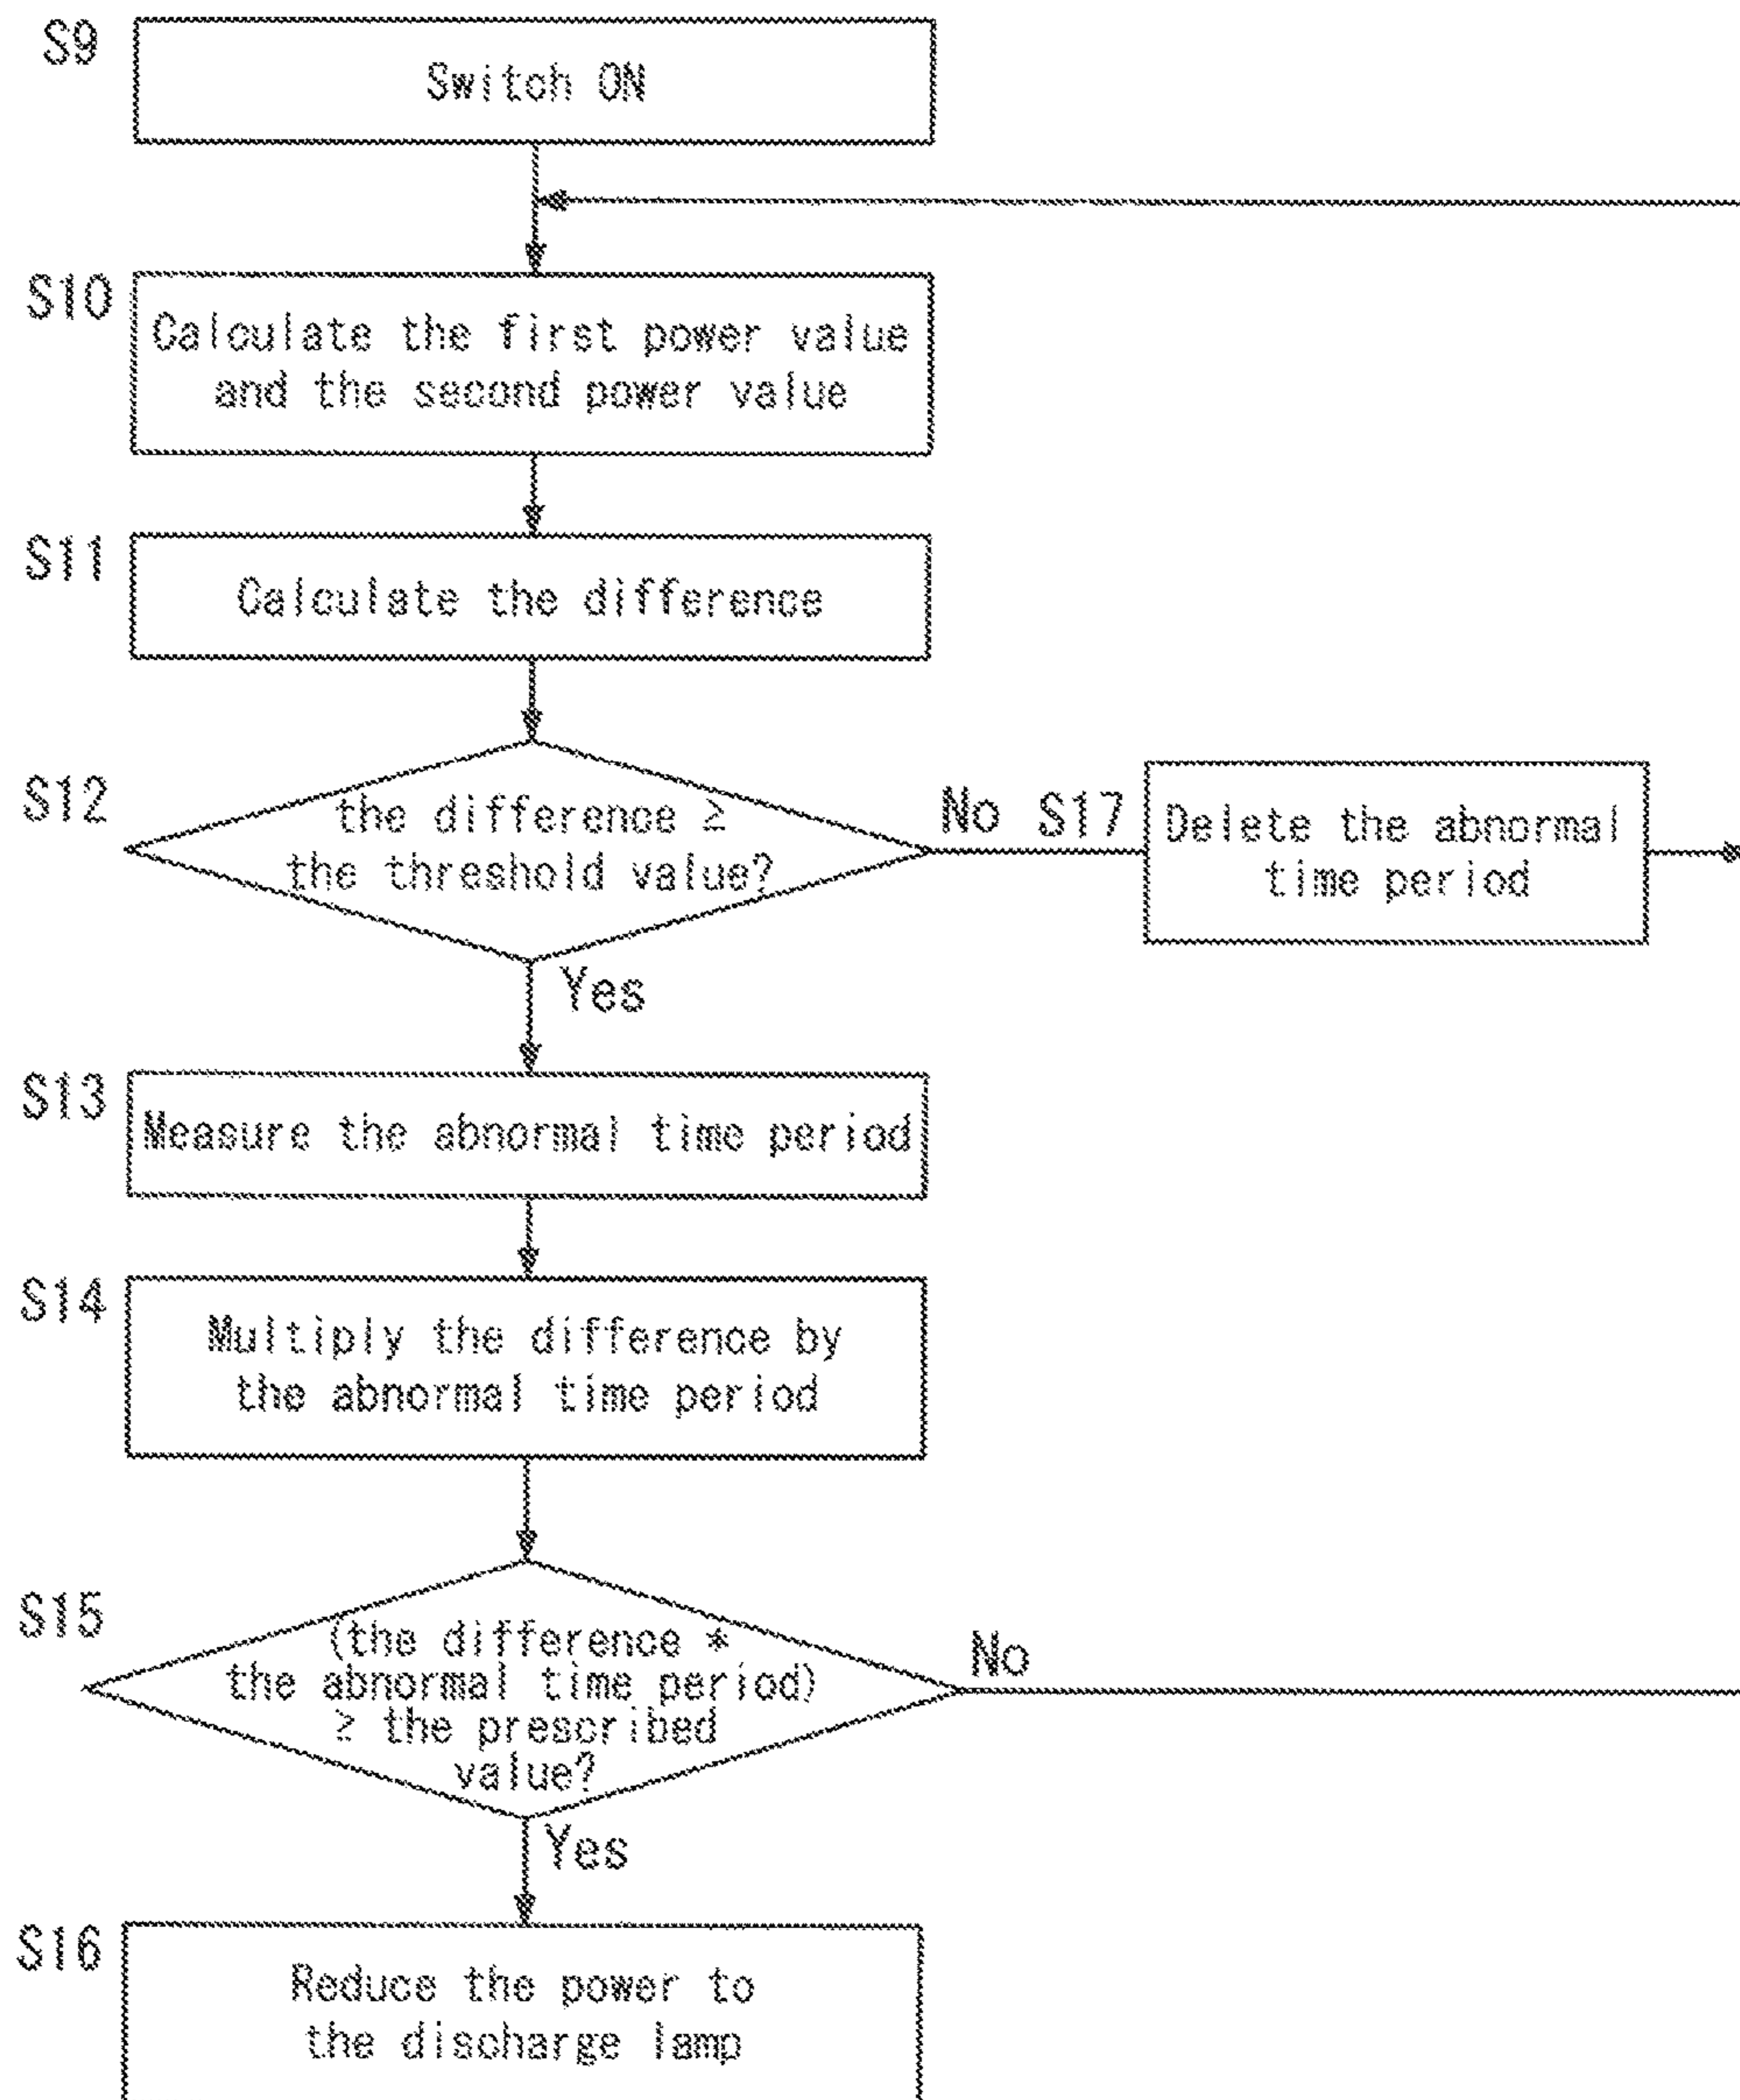 S9
Switch ON
S10
Calculate the first power value
and the second power value
S11
Calculate the difference
S12
the difference ≥
the threshold value?
No
S17
Delete the abnormal
time period
Yes
S13
Measure the abnormal time period
S14
Multiply the difference by
the abnormal time period
S15
(the difference *
the abnormal time period)
≥ the prescribed
value?
No
Yes
S16
Reduce the power to
the discharge lamp